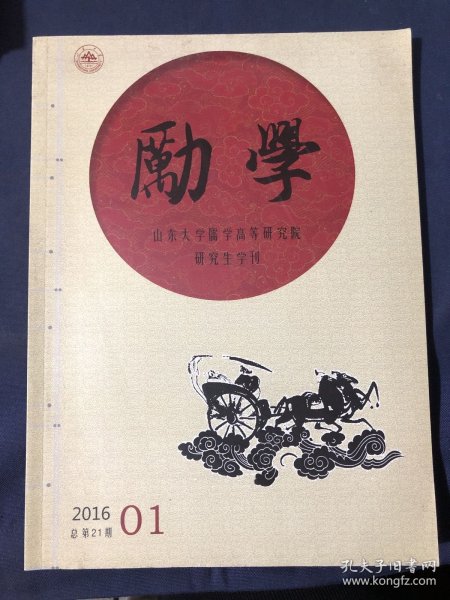 勵學
山东大学儒学高等研究院
研究生学刊
2016
总第21期
01
孔夫子旧书网
www.kongfz.com